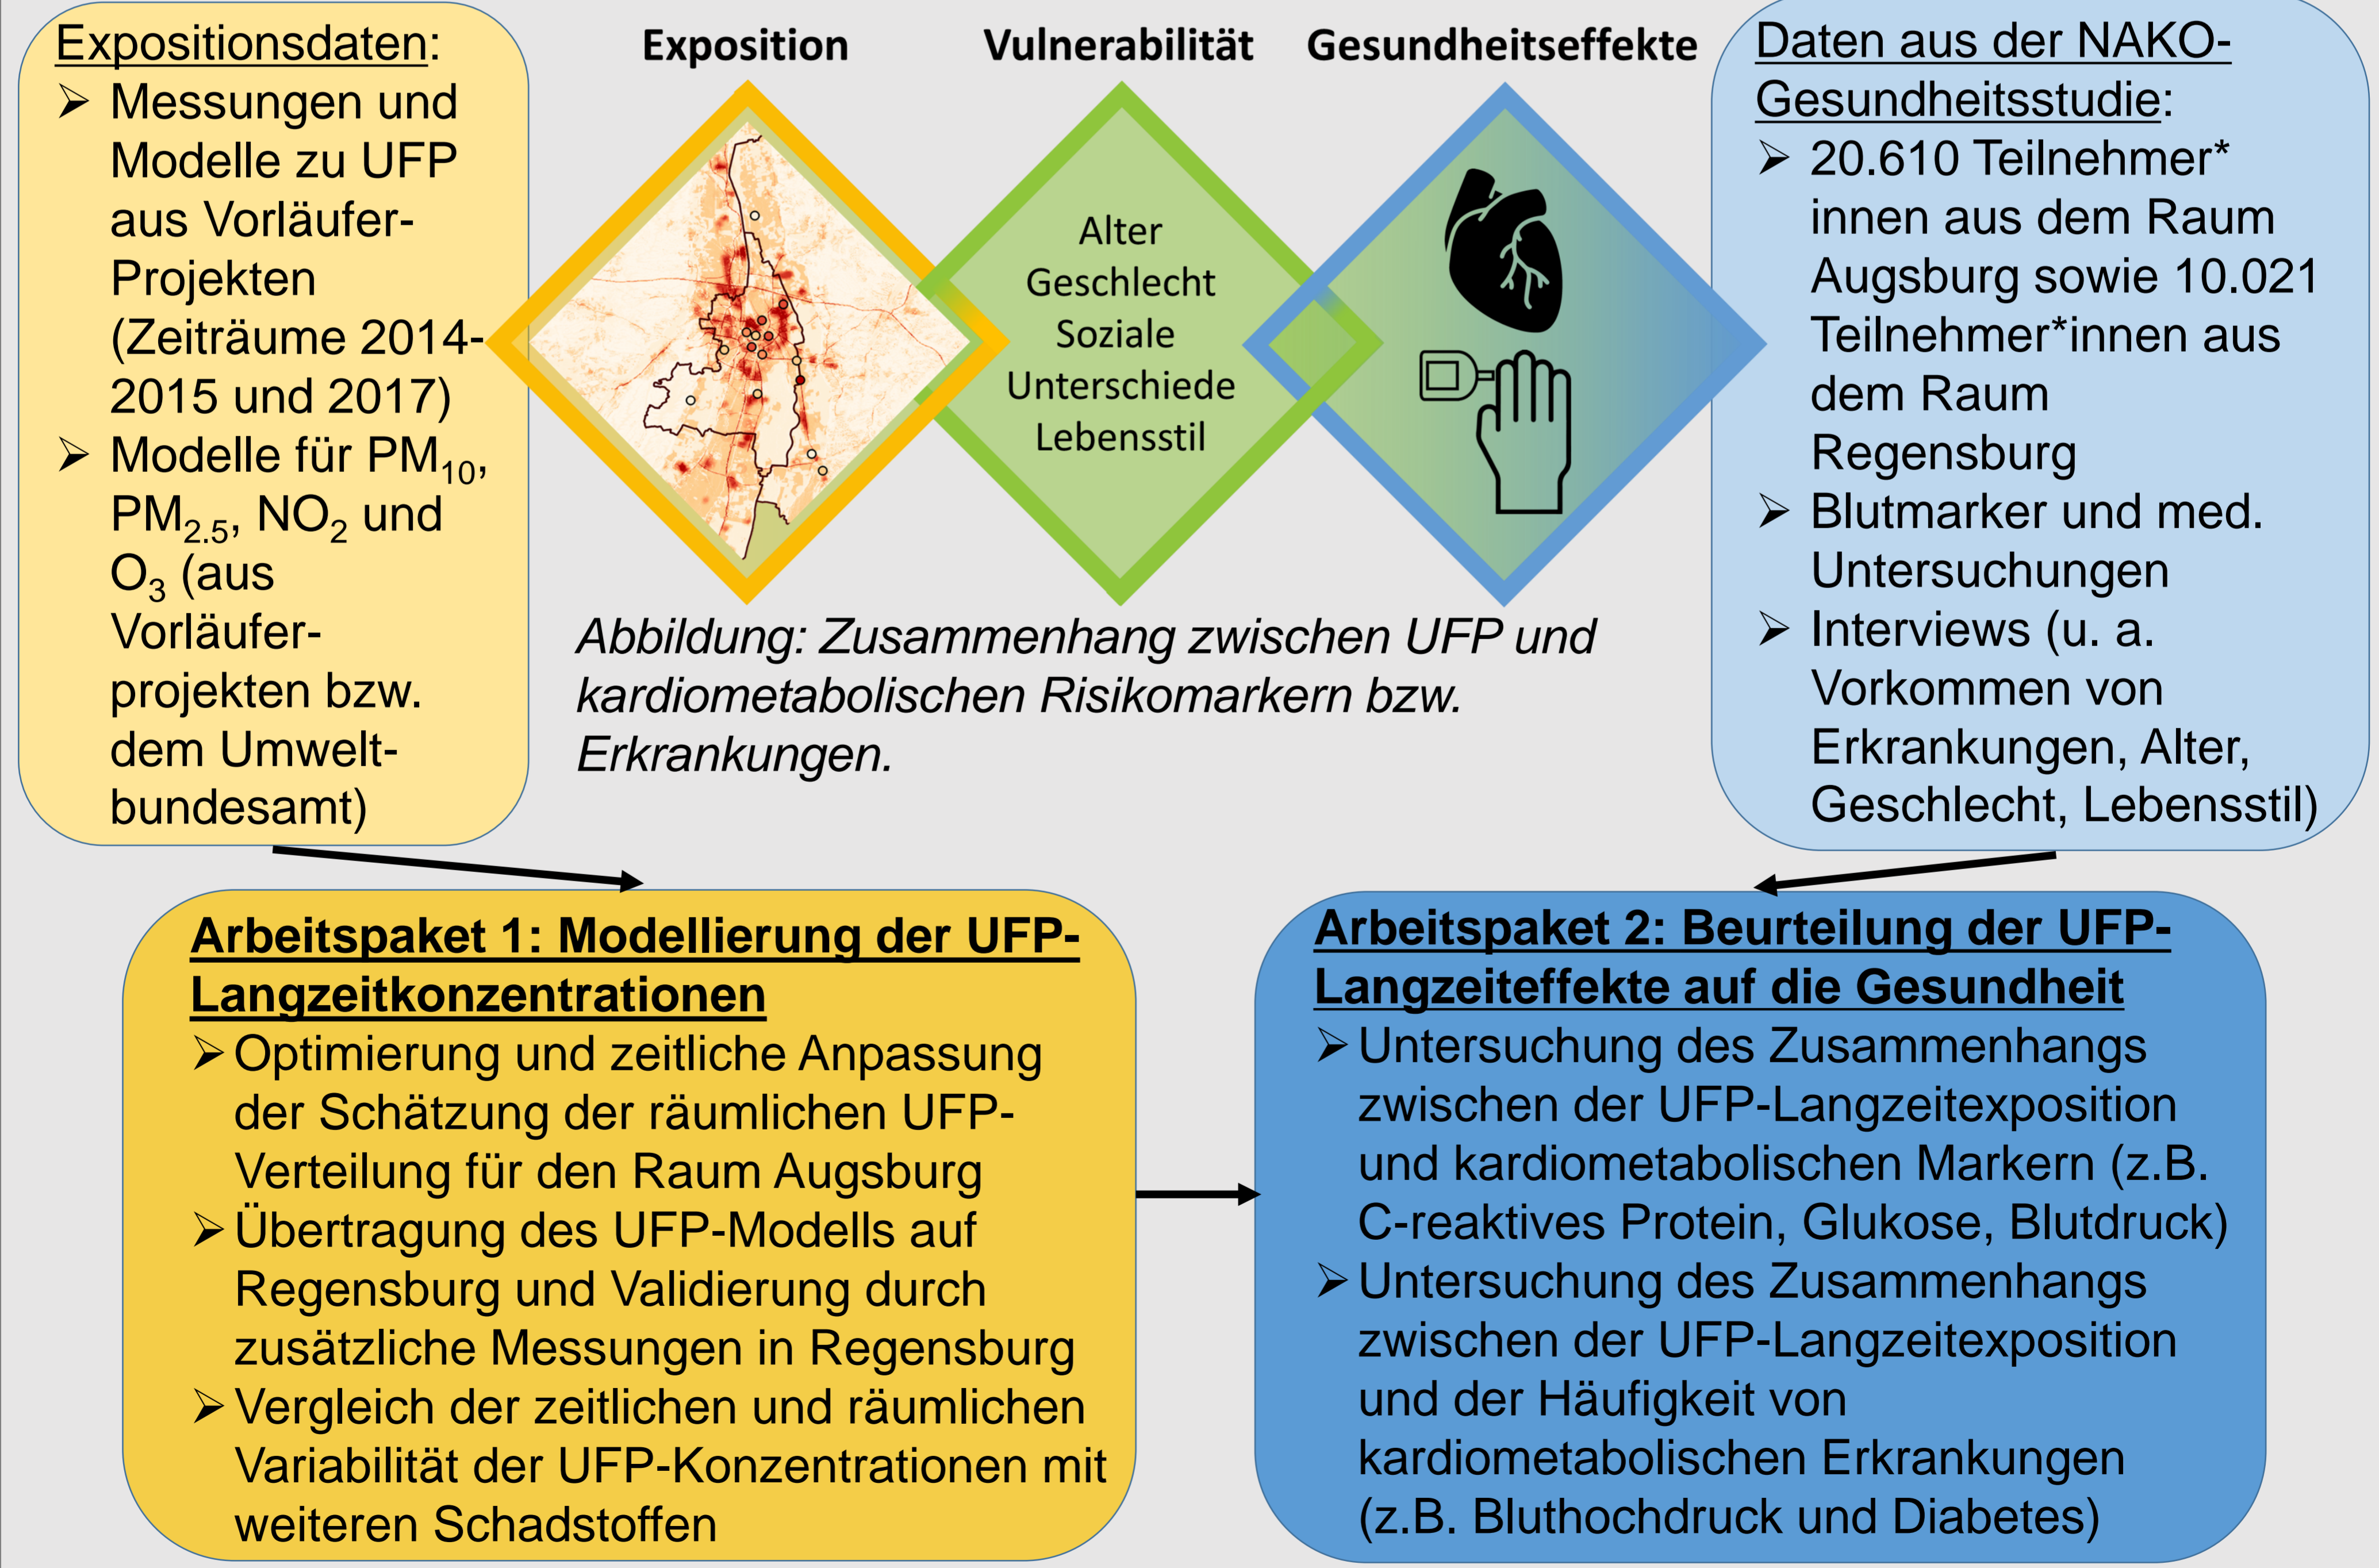 Expositionsdaten:
➢ Messungen und
Modelle zu UFP
aus Vorläufer-
Projekten
(Zeiträume 2014-
2015 und 2017)
➢ Modelle für PM₁₀,
PM₂.₅, NO₂ und
O₃ (aus
Vorläufer-
projekten bzw.
dem Umwelt-
bundesamt)
Exposition
Vulnerabilität
Gesundheitseffekte
Alter
Geschlecht
Soziale
Unterschiede
Lebensstil
Abbildung: Zusammenhang zwischen UFP und
kardiometabolischen Risikomarkern bzw.
Erkrankungen.
Daten aus der NAKO-
Gesundheitsstudie:
➢ 20.610 Teilnehmer*
innen aus dem Raum
Augsburg sowie 10.021
Teilnehmer*innen aus
dem Raum
Regensburg
➢ Blutmarker und med.
Untersuchungen
➢ Interviews (u. a.
Vorkommen von
Erkrankungen, Alter,
Geschlecht, Lebensstil)
Arbeitspaket 1: Modellierung der UFP-
Langzeitkonzentrationen
➢ Optimierung und zeitliche Anpassung
der Schätzung der räumlichen UFP-
Verteilung für den Raum Augsburg
➢ Übertragung des UFP-Modells auf
Regensburg und Validierung durch
zusätzliche Messungen in Regensburg
➢ Vergleich der zeitlichen und räumlichen
Variabilität der UFP-Konzentrationen mit
weiteren Schadstoffen
Arbeitspaket 2: Beurteilung der UFP-
Langzeiteffekte auf die Gesundheit
➢ Untersuchung des Zusammenhangs
zwischen der UFP-Langzeitexposition
und kardiometabolischen Markern (z.B.
C-reaktives Protein, Glukose, Blutdruck)
➢ Untersuchung des Zusammenhangs
zwischen der UFP-Langzeitexposition
und der Häufigkeit von
kardiometabolischen Erkrankungen
(z.B. Bluthochdruck und Diabetes)